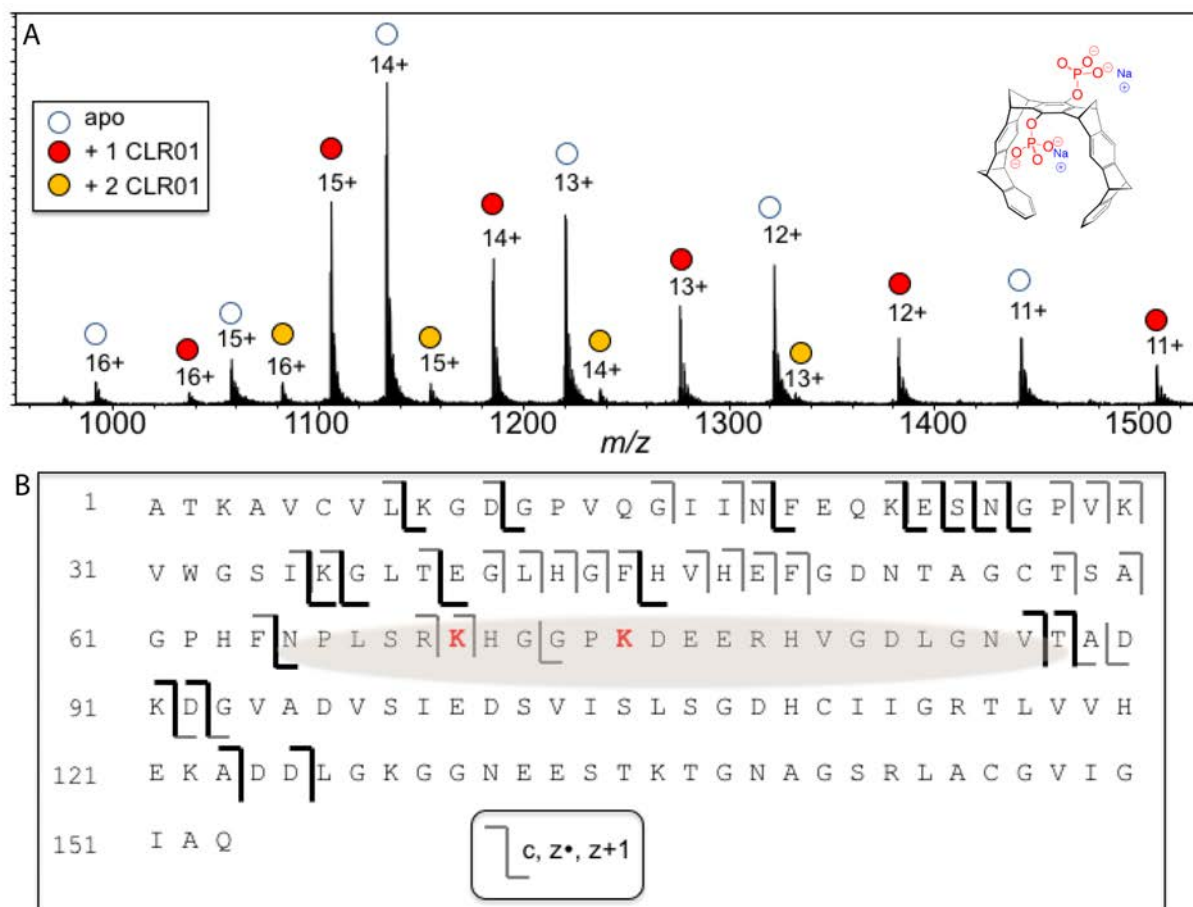 A
apo
+ 1 CLR01
+ 2 CLR01
16+
16+
15+
16+
15+
14+
15+
14+
13+
14+
13+
12+
13+
12+
11+
11+
O
O ⊖
P
O ⊖
Na
⊕
O
O
⊖ O P O Na
O ⊕
⊖
1000 1100 1200 1300 1400 1500
m/z
B
1 A T K A V C V L K G D G P V Q G I I N F E Q K E S N G P V K
31 V W G S I K G L T E G L H G F H V H E F G D N T A G C T S A
61 G P H F N P L S R K H G G P K D E E R H V G D L G N V T A D
91 K D G V A D V S I E D S V I S L S G D H C I I G R T L V V H
121 E K A D D L G K G G N E E S T K T G N A G S R L A C G V I G
151 I A Q
c, z•, z+1